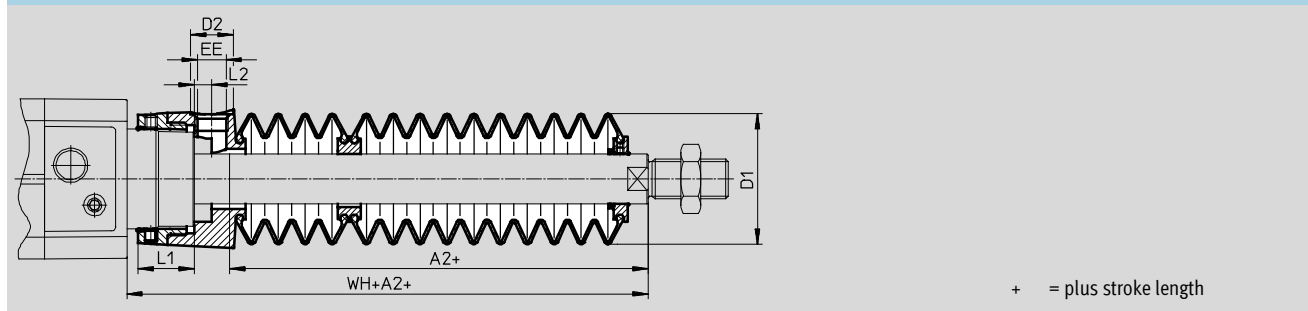 D2
EE
L2
D1
L1
A2+
WH+A2+
+ = plus stroke length